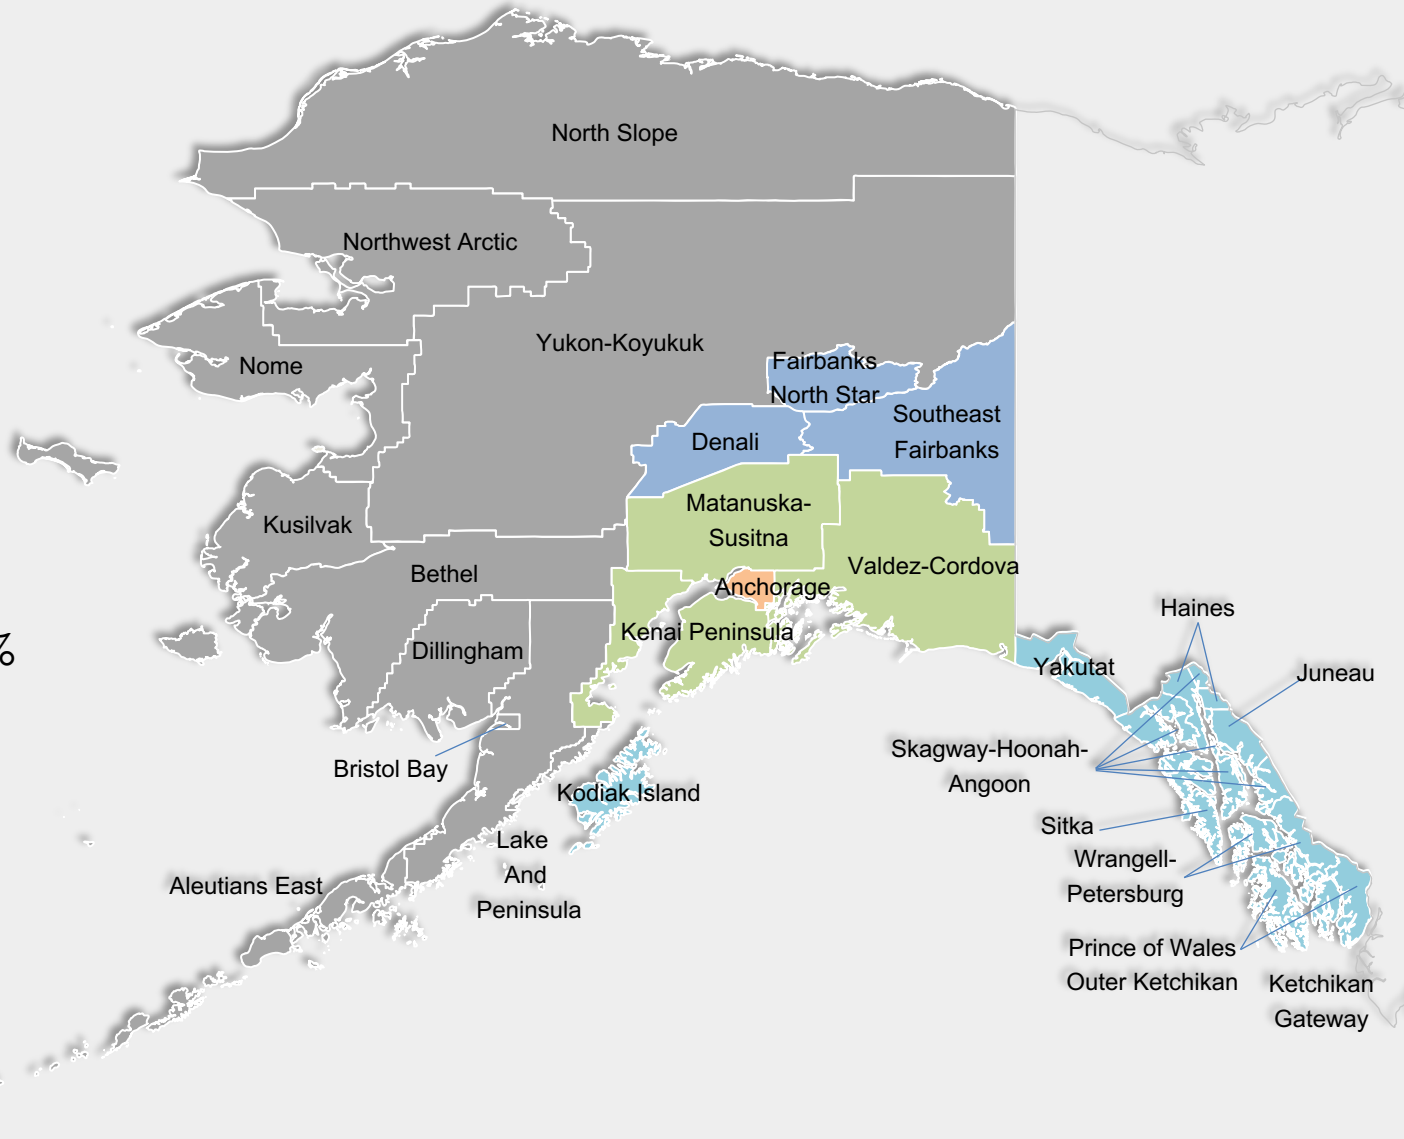 North Slope
Northwest Arctic
Yukon-Koyukuk
Nome
Fairbanks
North Star
Southeast
Fairbanks
Denali
Matanuska-
Susitna
Kusilvak
Valdez-Cordova
Bethel
Anchorage
Haines
Kenai Peninsula
%
Dillingham
Yakutat
Juneau
Skagway-Hoonah-
Angoon
Bristol Bay
Kodiak Island
Sitka
Lake
And
Peninsula
Wrangell-
Petersburg
Aleutians East
Prince of Wales
Outer Ketchikan
Ketchikan
Gateway